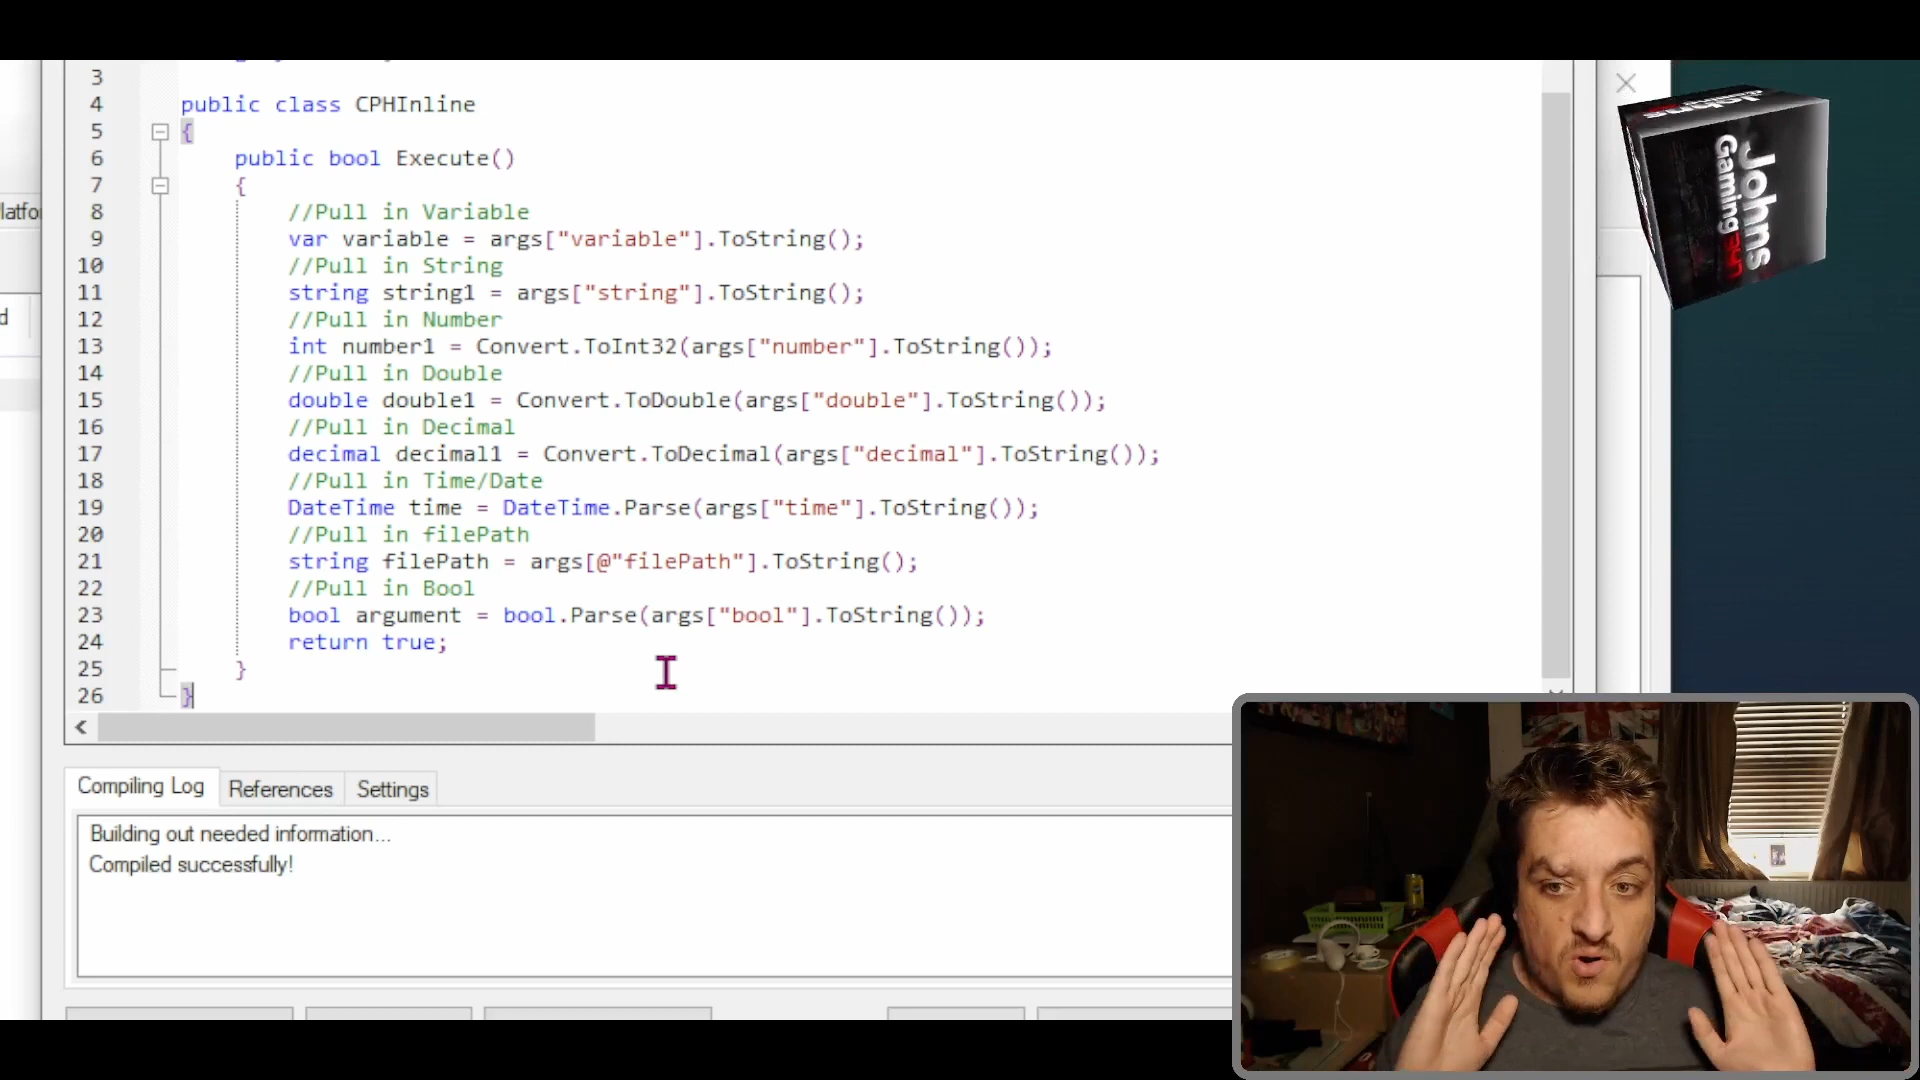 3
4 public class CPHInline
5 {
6 public bool Execute()
7 {
8 //Pull in Variable
9 var variable = args["variable"].ToString();
10 //Pull in String
11 string string1 = args["string"].ToString();
12 //Pull in Number
13 int number1 = Convert.ToInt32(args["number"].ToString());
14 //Pull in Double
15 double double1 = Convert.ToDouble(args["double"].ToString());
16 //Pull in Decimal
17 decimal decimal1 = Convert.ToDecimal(args["decimal"].ToString());
18 //Pull in Time/Date
19 DateTime time = DateTime.Parse(args["time"].ToString());
20 //Pull in filePath
21 string filePath = args[@"filePath"].ToString();
22 //Pull in Bool
23 bool argument = bool.Parse(args["bool"].ToString());
24 return true;
25 }
26 }
Compiling Log References Settings
Building out needed information...
Compiled successfully!
Johns
Gaming